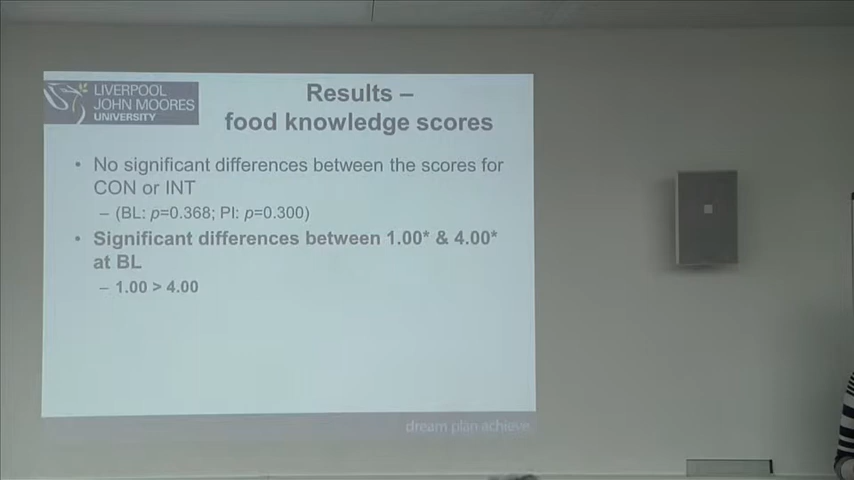 LIVERPOOL
JOHN MOORES
UNIVERSITY
Results –
food knowledge scores
• No significant differences between the scores for
CON or INT
– (BL: p=0.368; PI: p=0.300)
• Significant differences between 1.00* & 4.00*
at BL
– 1.00 > 4.00
dream plan achieve